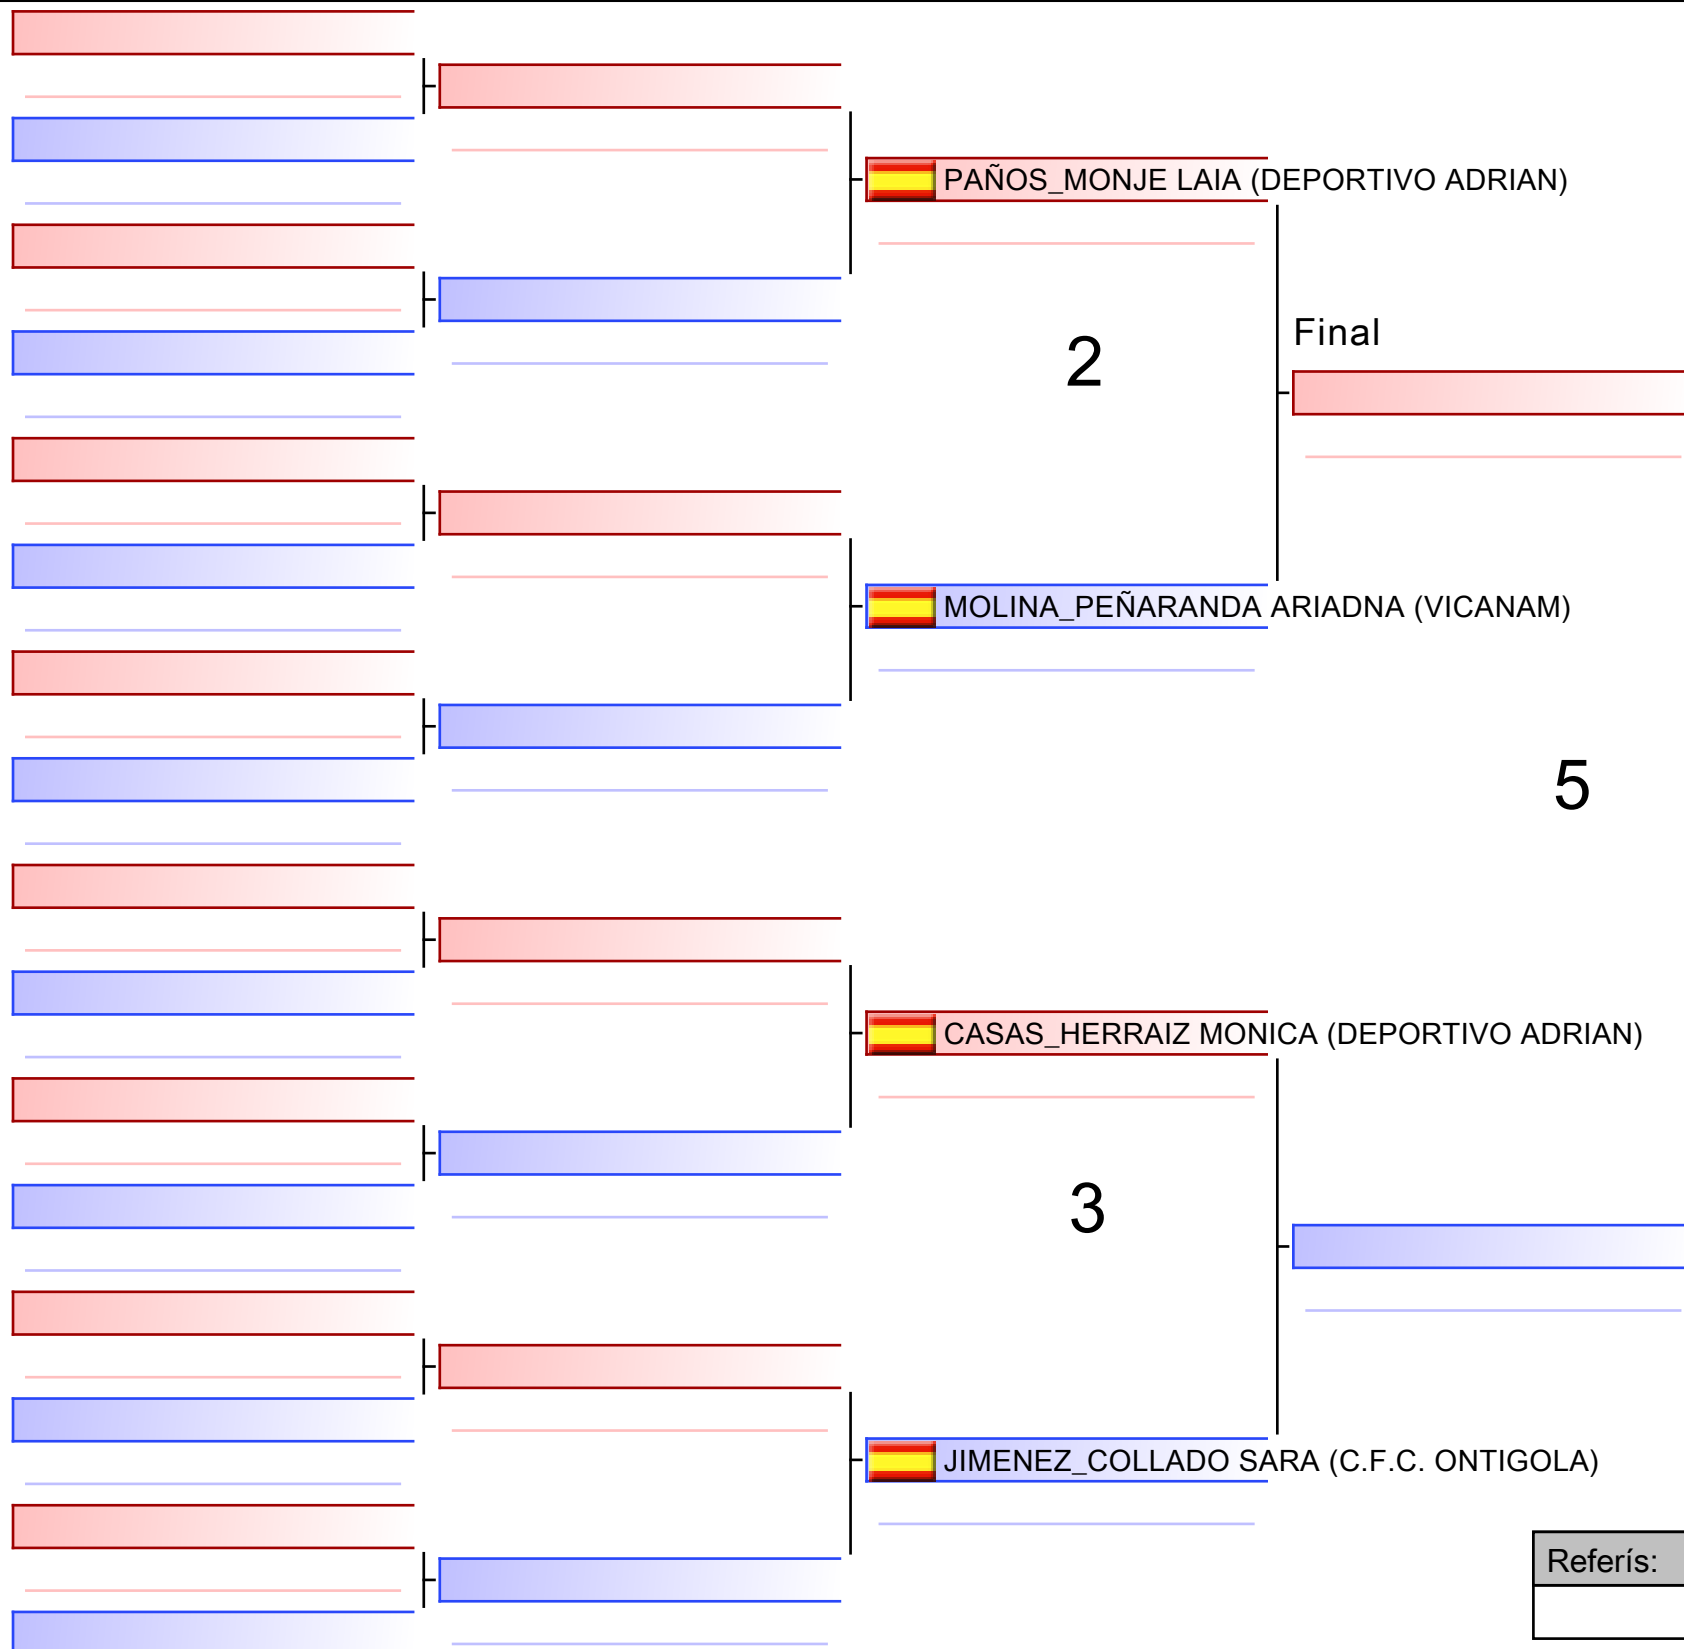 PAÑOS_MONJE LAIA (DEPORTIVO ADRIAN)
Final
2
MOLINA_PEÑARANDA ARIADNA (VICANAM)
5
CASAS_HERRAIZ MONICA (DEPORTIVO ADRIAN)
3
JIMENEZ_COLLADO SARA (C.F.C. ONTIGOLA)
Referís: